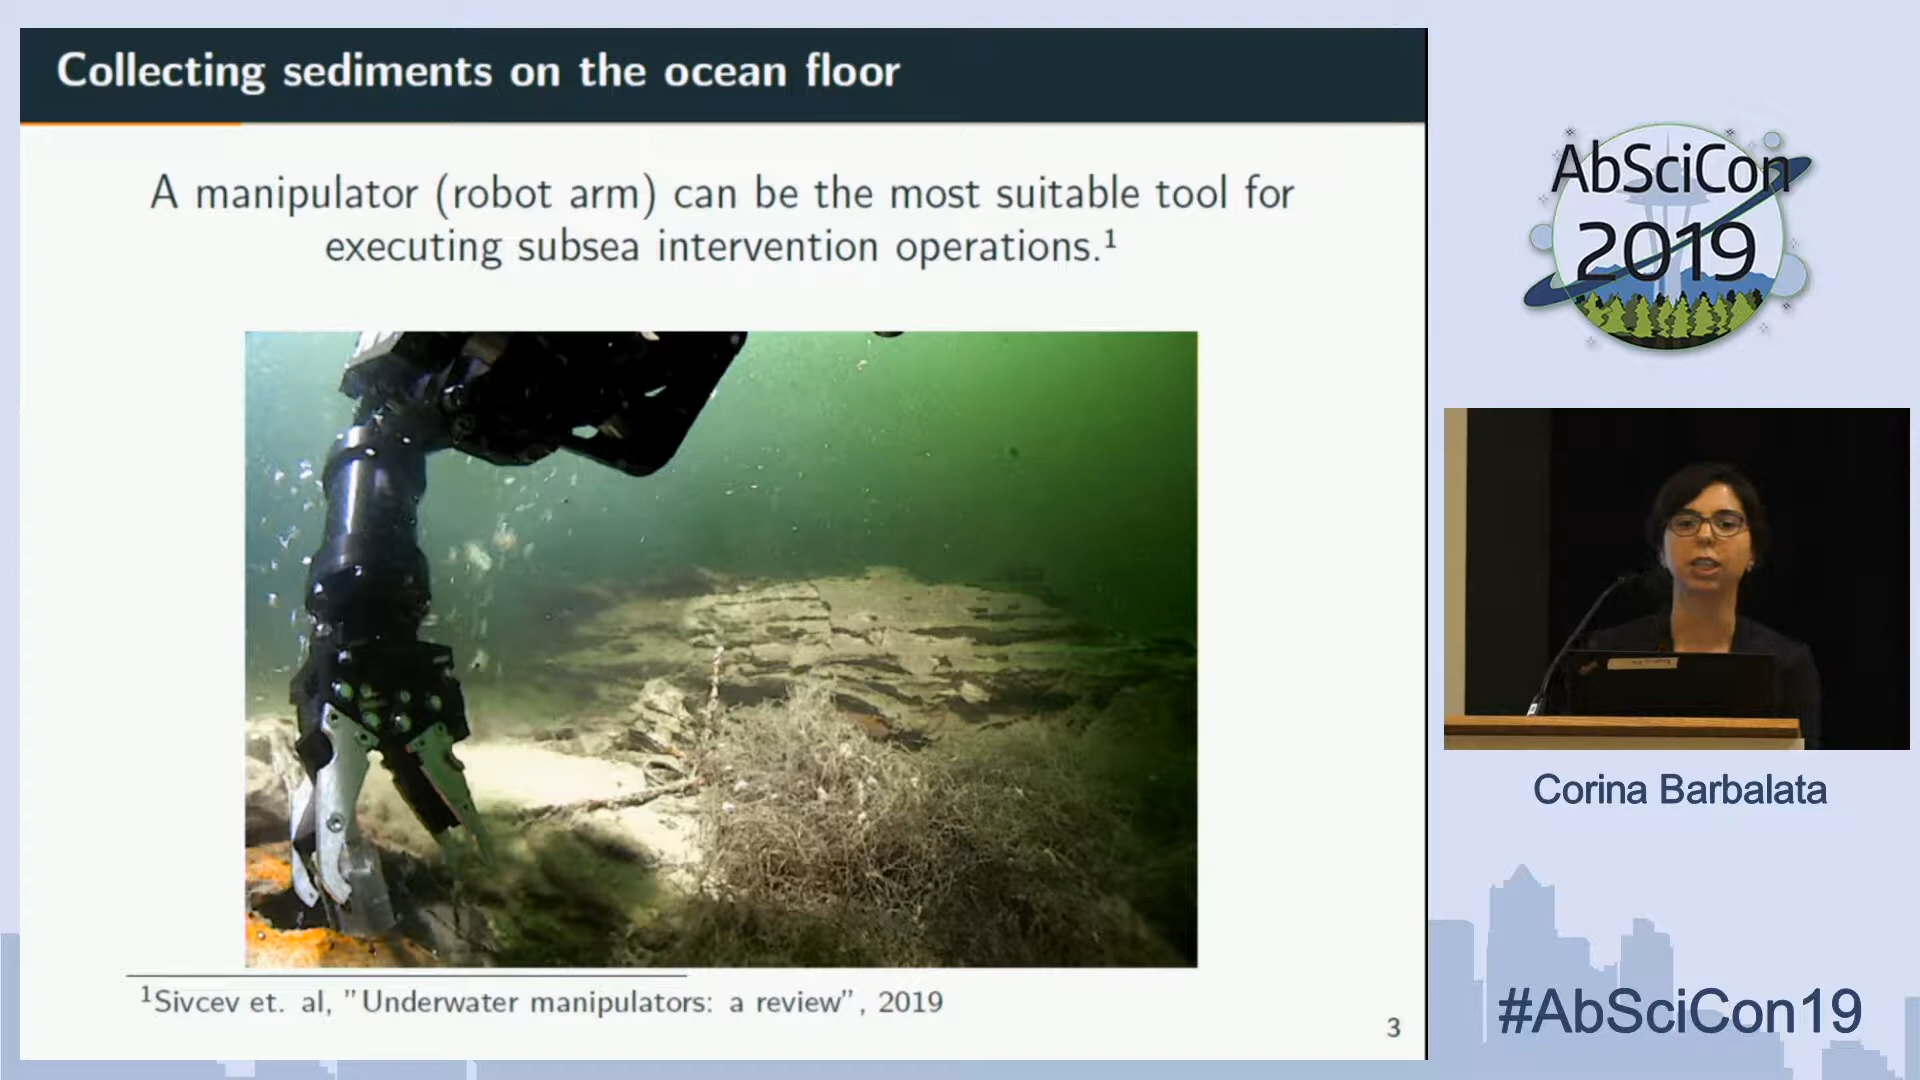 Collecting sediments on the ocean floor
A manipulator (robot arm) can be the most suitable tool for
executing subsea intervention operations.¹
¹Sivcev et. al, "Underwater manipulators: a review", 2019
3
AbSciCon
2019
Corina Barbalata
#AbSciCon19